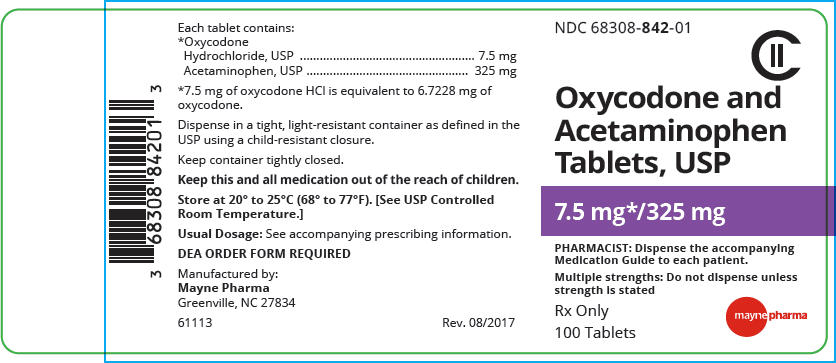 Each tablet contains:
*Oxycodone
Hydrochloride, USP ........................................................ 7.5 mg
Acetaminophen, USP .................................................... 325 mg
*7.5 mg of oxycodone HCl is equivalent to 6.7228 mg of
oxycodone.
Dispense in a tight, light-resistant container as defined in the
USP using a child-resistant closure.
Keep container tightly closed.
Keep this and all medication out of the reach of children.
Store at 20° to 25°C (68° to 77°F). [See USP Controlled
Room Temperature.]
Usual Dosage: See accompanying prescribing information.
DEA ORDER FORM REQUIRED
Manufactured by:
Mayne Pharma
Greenville, NC 27834
61113 Rev. 08/2017
3 68308 84201 3
NDC 68308-842-01
CII
Oxycodone and
Acetaminophen
Tablets, USP
7.5 mg*/325 mg
PHARMACIST: Dispense the accompanying
Medication Guide to each patient.
Multiple strengths: Do not dispense unless
strength is stated
Rx Only
100 Tablets
maynepharma